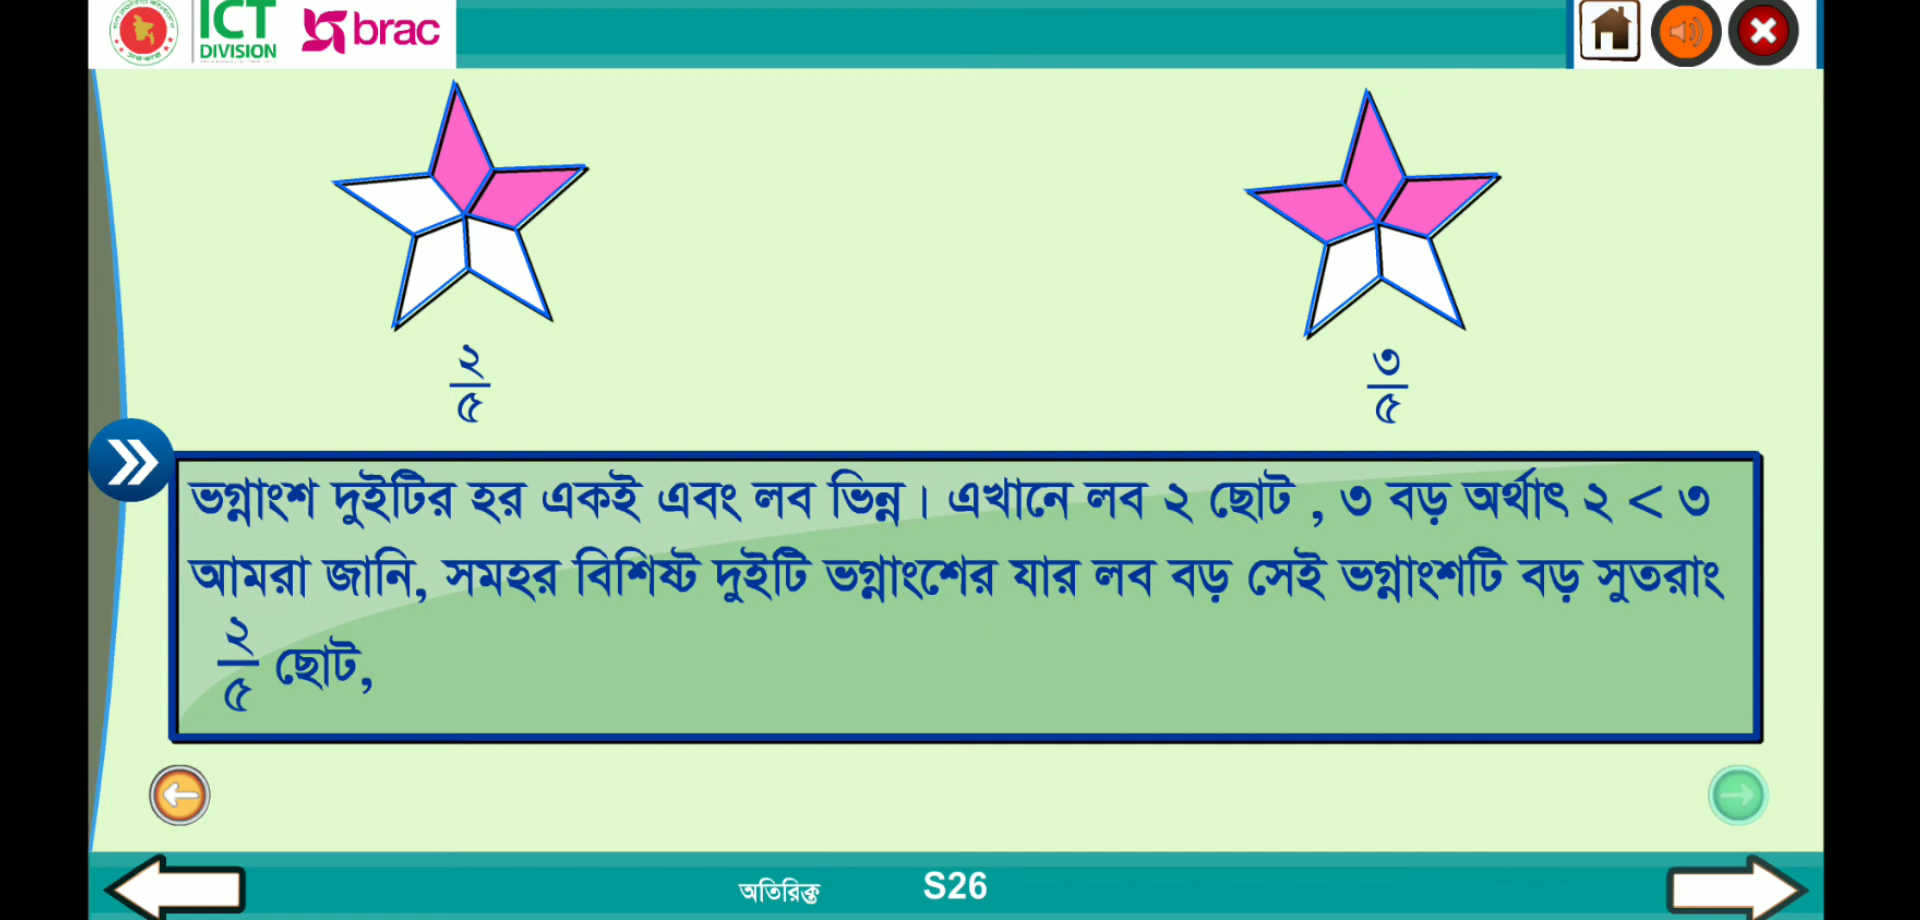 ICT
DIVISION
brac
২
৫
৩
৫
ভগ্নাংশ দুইটির হর একই এবং লব ভিন্ন। এখানে লব ২ ছোট , ৩ বড় অর্থাৎ ২ < ৩
আমরা জানি, সমহর বিশিষ্ট দুইটি ভগ্নাংশের যার লব বড় সেই ভগ্নাংশটি বড় সুতরাং
২
৫ ছোট,
অতিরিক্ত S26